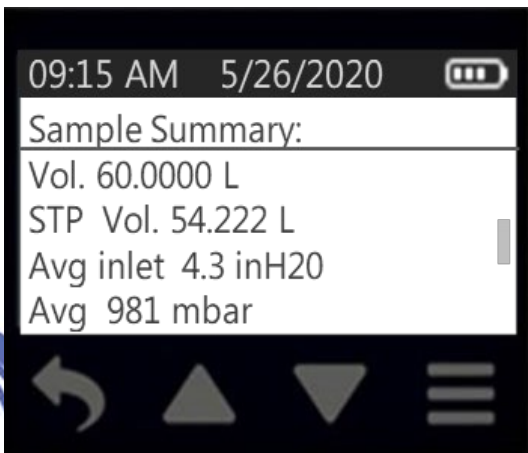 09:15 AM 5/26/2020
Sample Summary:
Vol. 60.0000 L
STP Vol. 54.222 L
Avg inlet 4.3 inH20
Avg 981 mbar